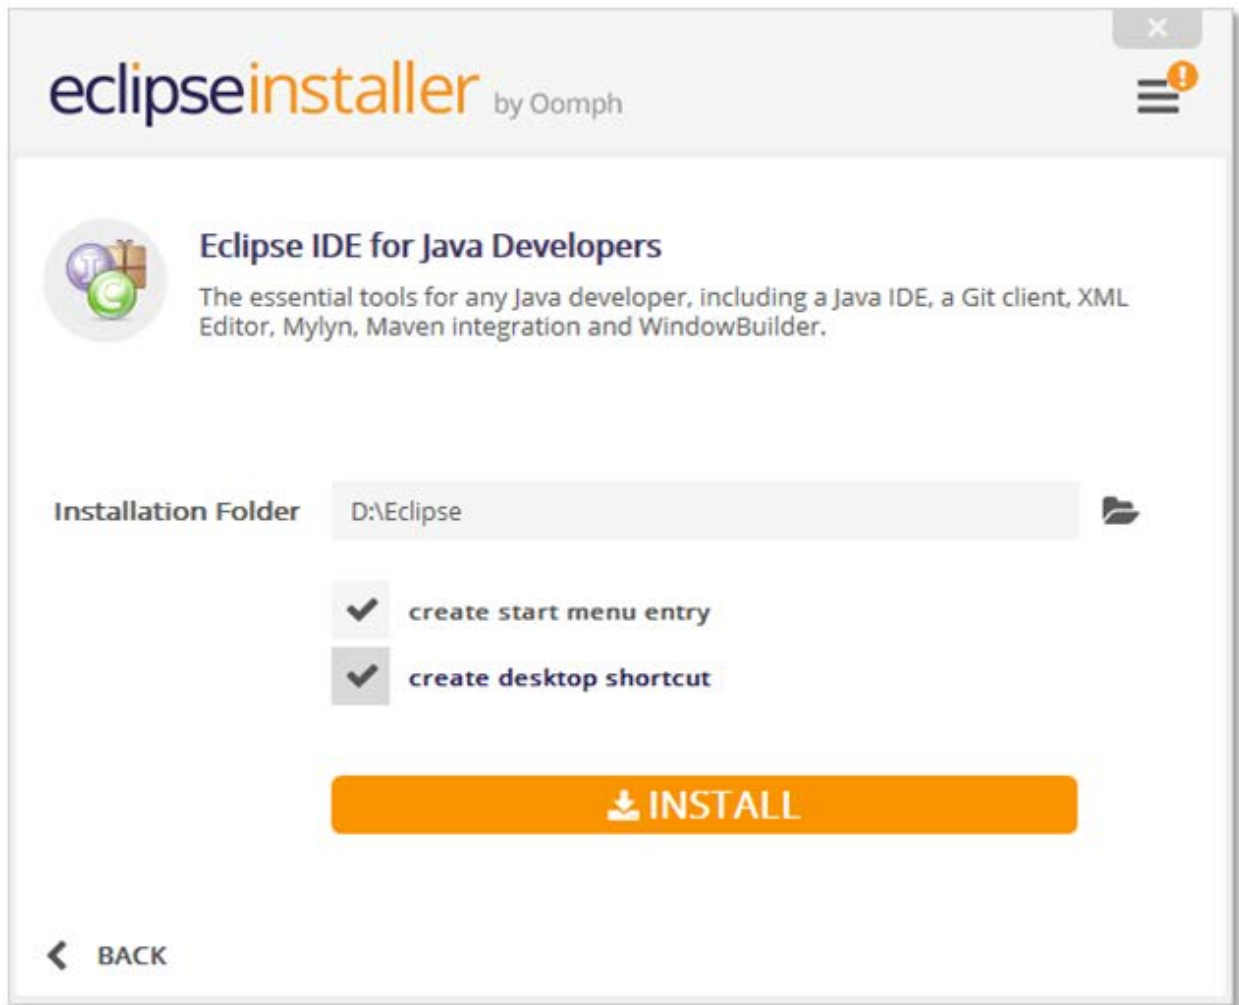 eclipseinstaller by Oomph
Eclipse IDE for Java Developers
The essential tools for any Java developer, including a Java IDE, a Git client, XML
Editor, Mylyn, Maven integration and WindowBuilder.
Installation Folder D:\Eclipse
create start menu entry
create desktop shortcut
INSTALL
BACK